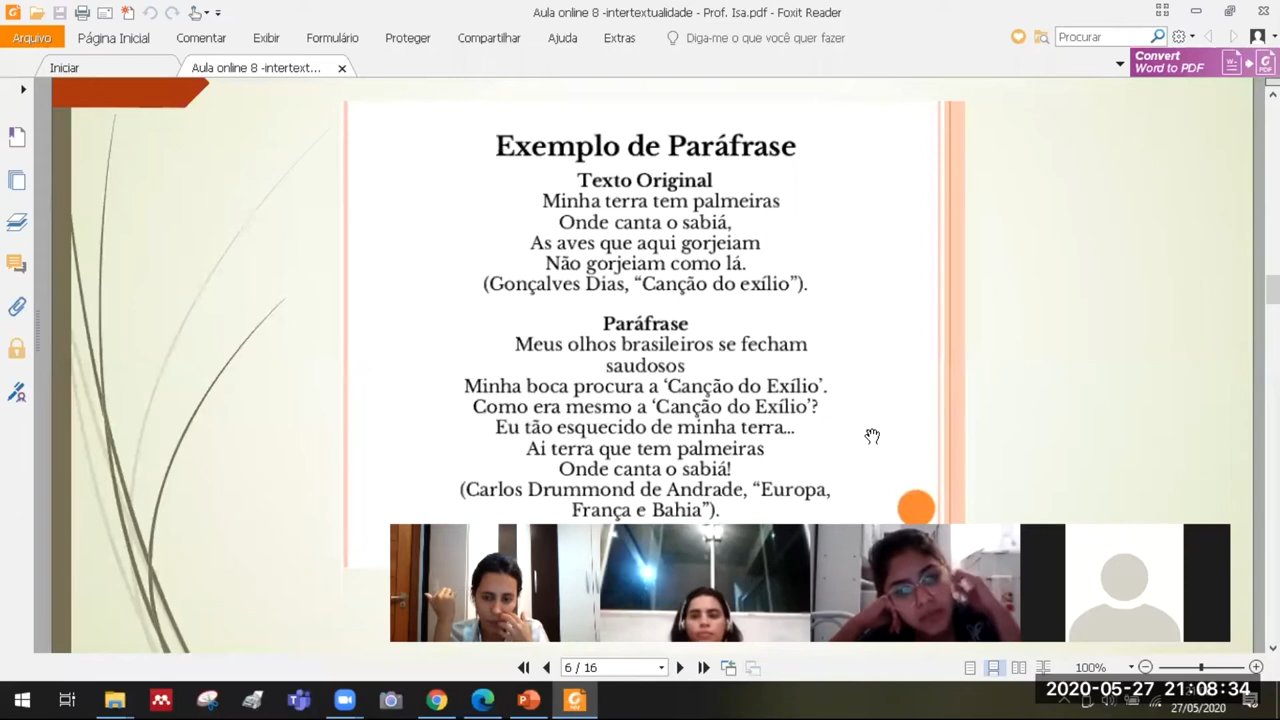 Aula online 8 -intertextualidade - Prof. Isa.pdf - Foxit Reader
Arquivo Página Inicial Comentar Exibir Formulário Proteger Compartilhar Ajuda Extras Diga-me o que você quer fazer Procurar
Iniciar Aula online 8 -intertext...
Convert
Word to PDF
Exemplo de Paráfrase
Texto Original
Minha terra tem palmeiras
Onde canta o sabiá,
As aves que aqui gorjeiam
Não gorjeiam como lá.
(Gonçalves Dias, “Canção do exílio”).
Paráfrase
Meus olhos brasileiros se fecham
saudosos
Minha boca procura a ‘Canção do Exílio’.
Como era mesmo a ‘Canção do Exílio’?
Eu tão esquecido de minha terra…
Ai terra que tem palmeiras
Onde canta o sabiá!
(Carlos Drummond de Andrade, “Europa,
França e Bahia”).
6 / 16 100%
2020-05-27 21:08:34
27/05/2020